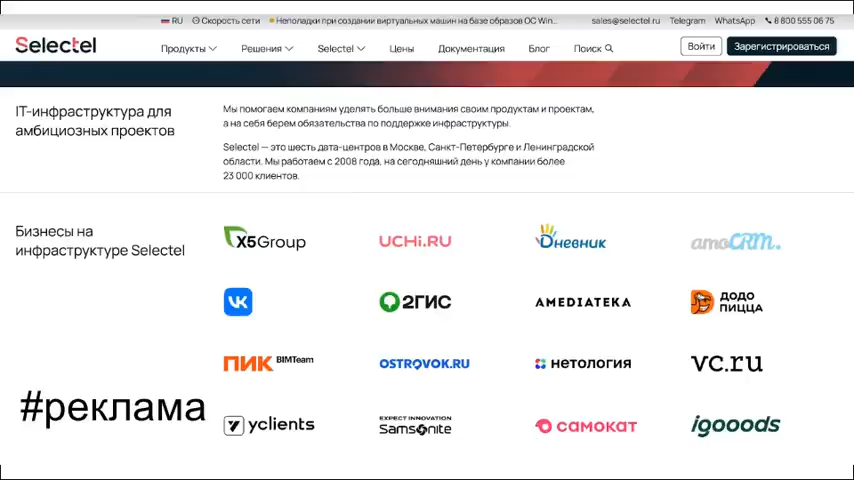 RU Скорость сети Неполадки при создании виртуальных машин на базе образов ОС Win... sales@selectel.ru Telegram WhatsApp 8 800 555 06 75
Selectel Продукты Решения Selectel Цены Документация Блог Поиск Войти Зарегистрироваться
IT-инфраструктура для
амбициозных проектов
Мы помогаем компаниям уделять больше внимания своим продуктам и проектам,
а на себя берем обязательства по поддержке инфраструктуры.
Selectel — это шесть дата-центров в Москве, Санкт-Петербурге и Ленинградской
области. Мы работаем с 2008 года, на сегодняшний день у компании более
23 000 клиентов.
Бизнесы на
инфраструктуре Selectel
X5Group UCHi.RU Дневник amoCRM.
VK 2ГИС AMEDIATEKA ДОДО
ПИЦЦА
ПИК BIMTeam OSTROVOK.RU нетология vc.ru
#реклама
yclients EXPECT INNOVATION
Samsonite самокат igooods